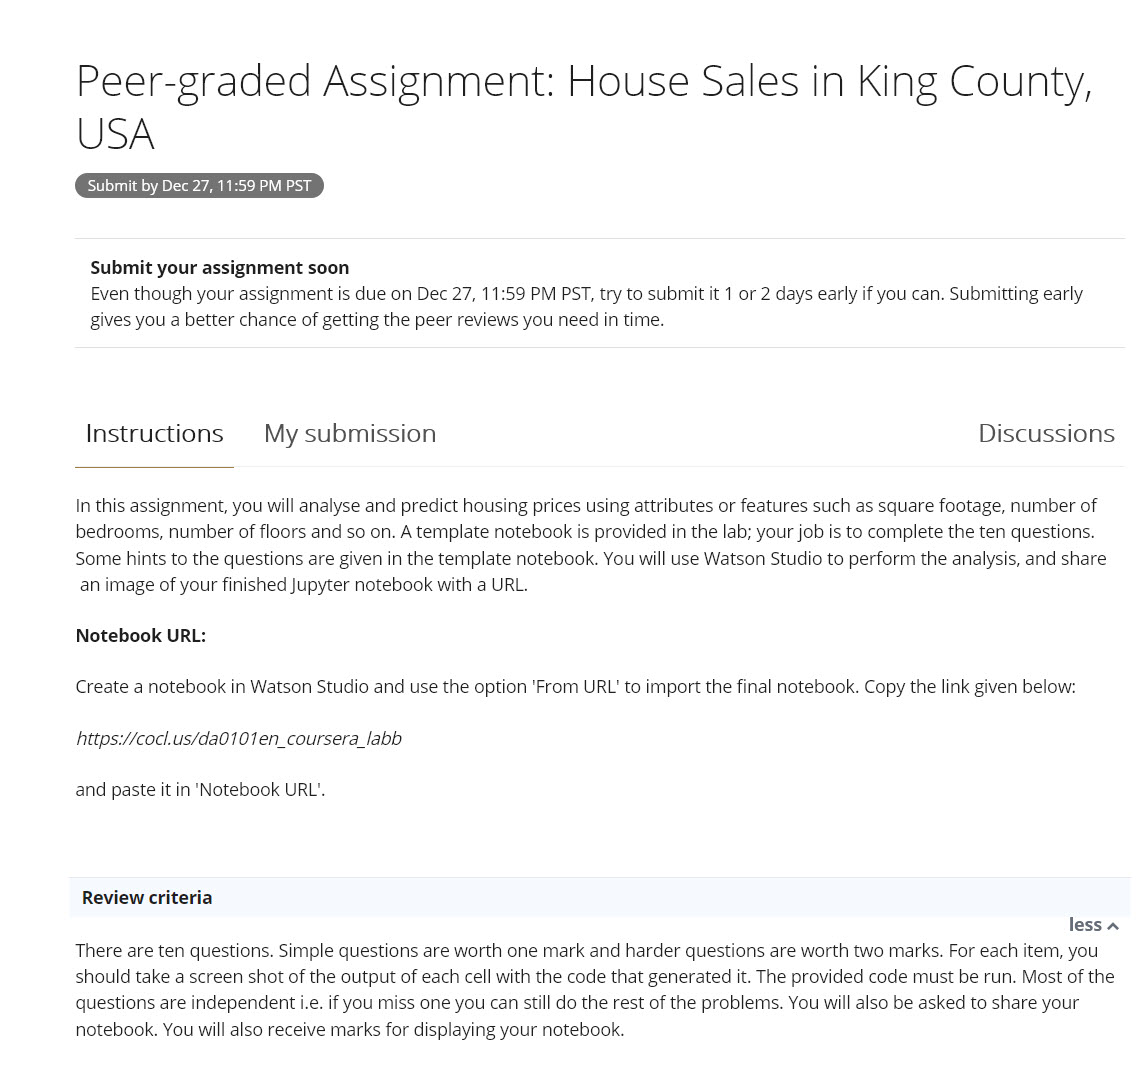 Peer-graded Assignment: House Sales in King County,
USA
Submit by Dec 27, 11:59 PM PST
Submit your assignment soon
Even though your assignment is due on Dec 27, 11:59 PM PST, try to submit it 1 or 2 days early if you can. Submitting early
gives you a better chance of getting the peer reviews you need in time.
Instructions My submission Discussions
In this assignment, you will analyse and predict housing prices using attributes or features such as square footage, number of
bedrooms, number of floors and so on. A template notebook is provided in the lab; your job is to complete the ten questions.
Some hints to the questions are given in the template notebook. You will use Watson Studio to perform the analysis, and share
an image of your finished Jupyter notebook with a URL.
Notebook URL:
Create a notebook in Watson Studio and use the option 'From URL' to import the final notebook. Copy the link given below:
https://cocl.us/da0101en_coursera_labb
and paste it in 'Notebook URL'.
Review criteria
less
There are ten questions. Simple questions are worth one mark and harder questions are worth two marks. For each item, you
should take a screen shot of the output of each cell with the code that generated it. The provided code must be run. Most of the
questions are independent i.e. if you miss one you can still do the rest of the problems. You will also be asked to share your
notebook. You will also receive marks for displaying your notebook.